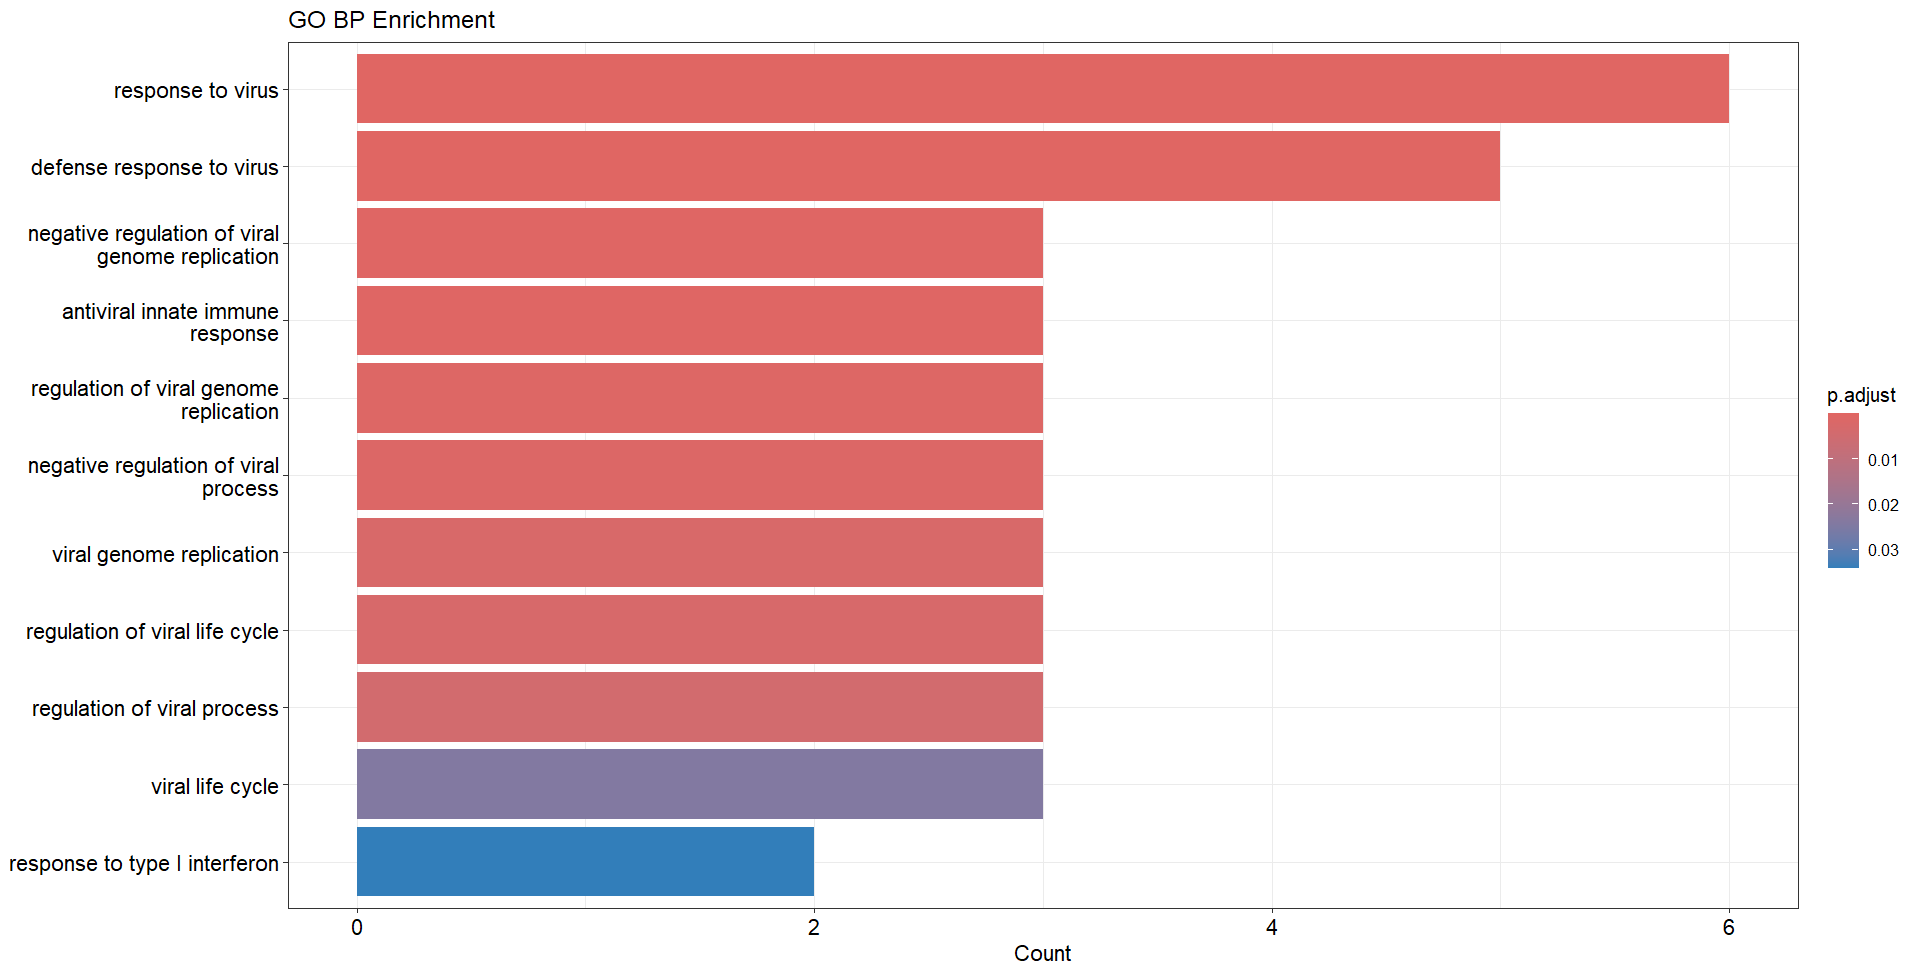 GO BP Enrichment
response to virus
defense response to virus
negative regulation of viral
genome replication
antiviral innate immune
response
regulation of viral genome
replication
negative regulation of viral
process
viral genome replication
regulation of viral life cycle
regulation of viral process
viral life cycle
response to type I interferon
0
2
4
6
Count
p.adjust
0.01
0.02
0.03